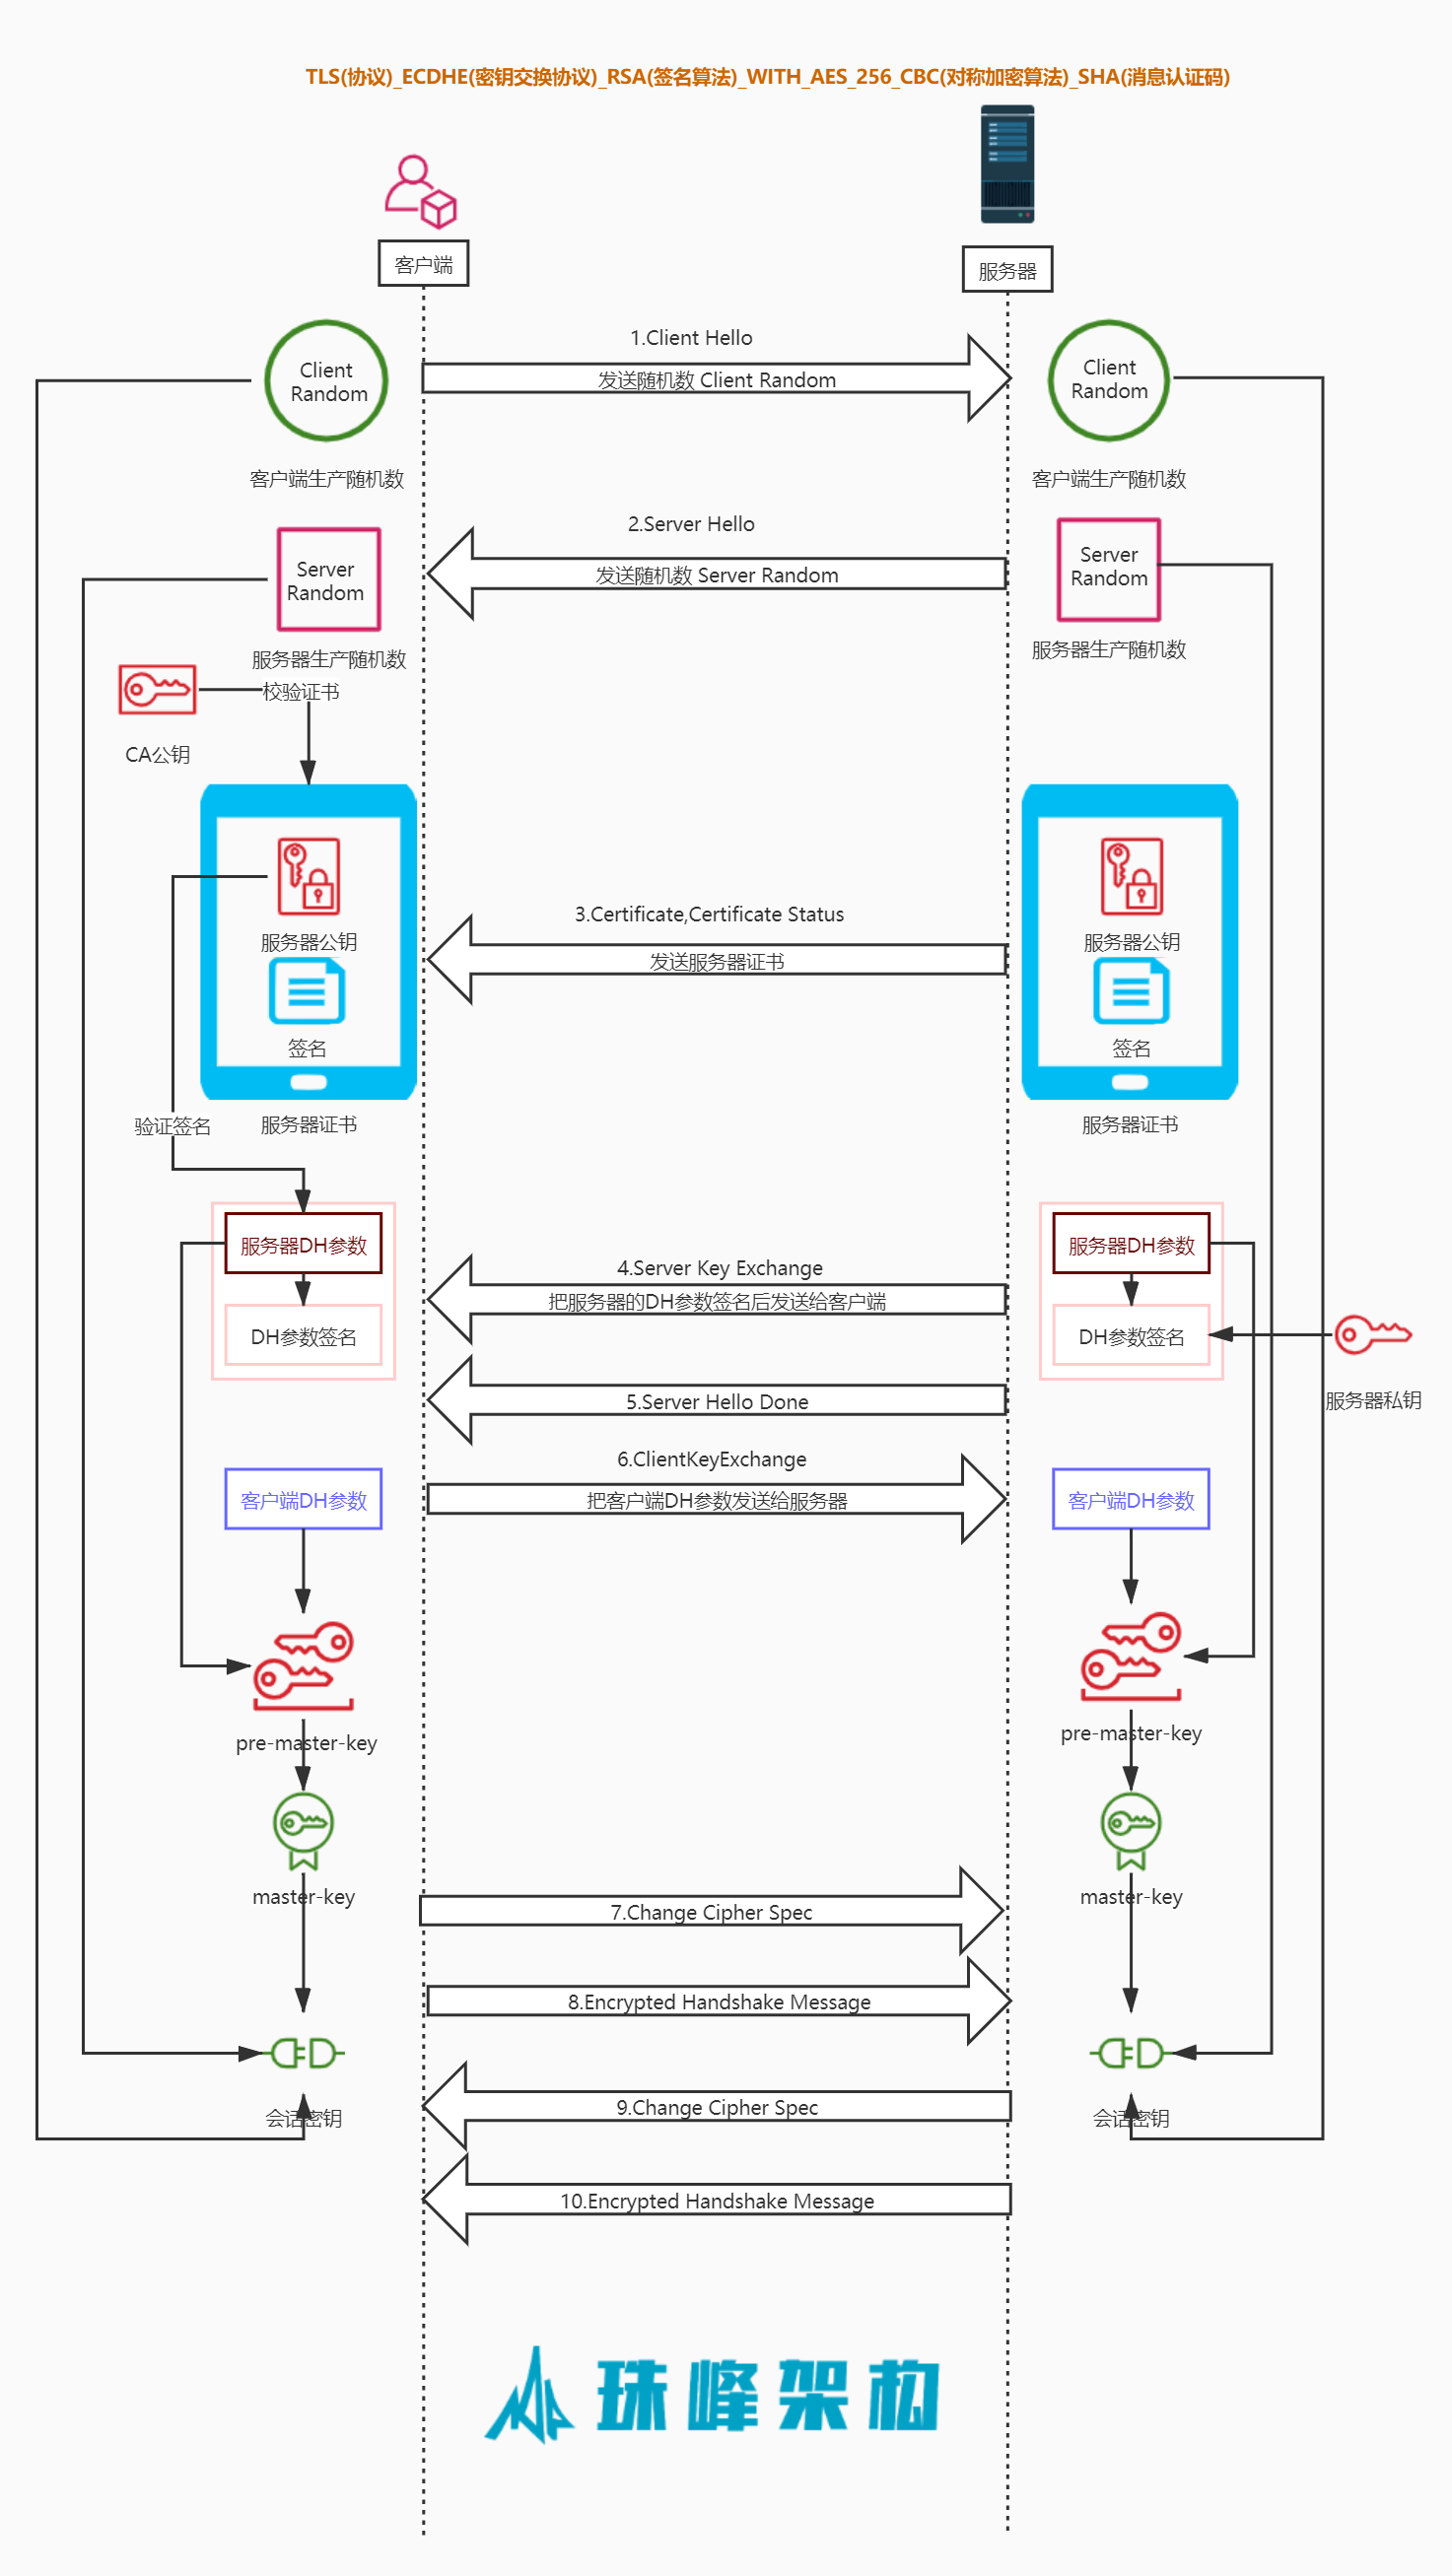 TLS(协议)_ECDHE(密钥交换协议)_RSA(签名算法)_WITH_AES_256_CBC(对称加密算法)_SHA(消息认证码)
客户端
服务器
1.Client Hello
Client
Random
发送随机数 Client Random
Client
Random
客户端生产随机数
客户端生产随机数
2.Server Hello
Server
Random
发送随机数 Server Random
Server
Random
服务器生产随机数
服务器生产随机数
校验证书
CA公钥
服务器公钥
3.Certificate,Certificate Status
服务器公钥
发送服务器证书
签名
签名
验证签名
服务器证书
服务器证书
服务器DH参数
4.Server Key Exchange
服务器DH参数
把服务器的DH参数签名后发送给客户端
DH参数签名
DH参数签名
5.Server Hello Done
服务器私钥
6.ClientKeyExchange
客户端DH参数
把客户端DH参数发送给服务器
客户端DH参数
pre-master-key
pre-master-key
master-key
master-key
7.Change Cipher Spec
8.Encrypted Handshake Message
9.Change Cipher Spec
会话密钥
会话密钥
10.Encrypted Handshake Message
珠峰架构